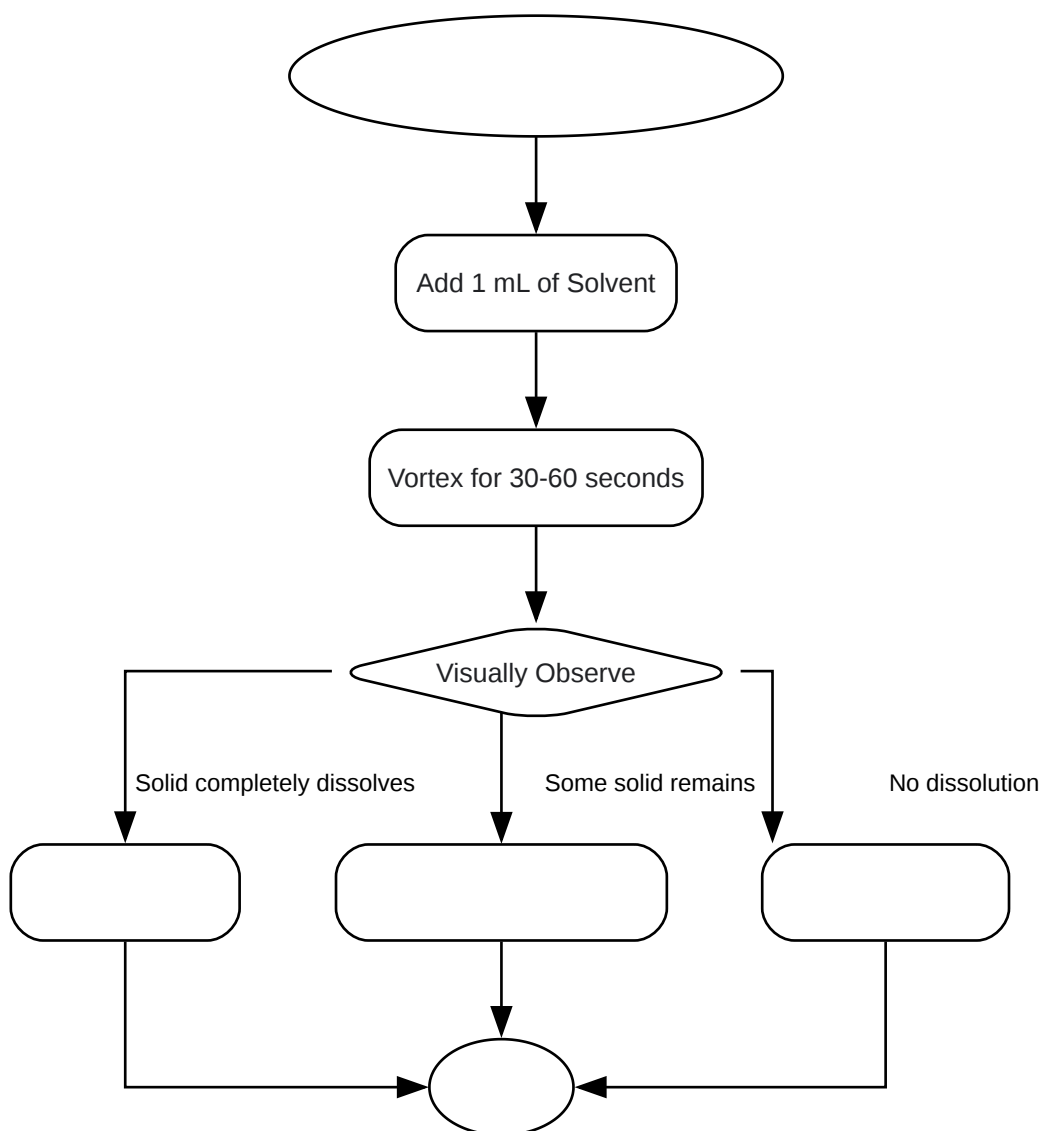 Add 1 mL of Solvent
Vortex for 30-60 seconds
Visually Observe
Solid completely dissolves
Some solid remains
No dissolution